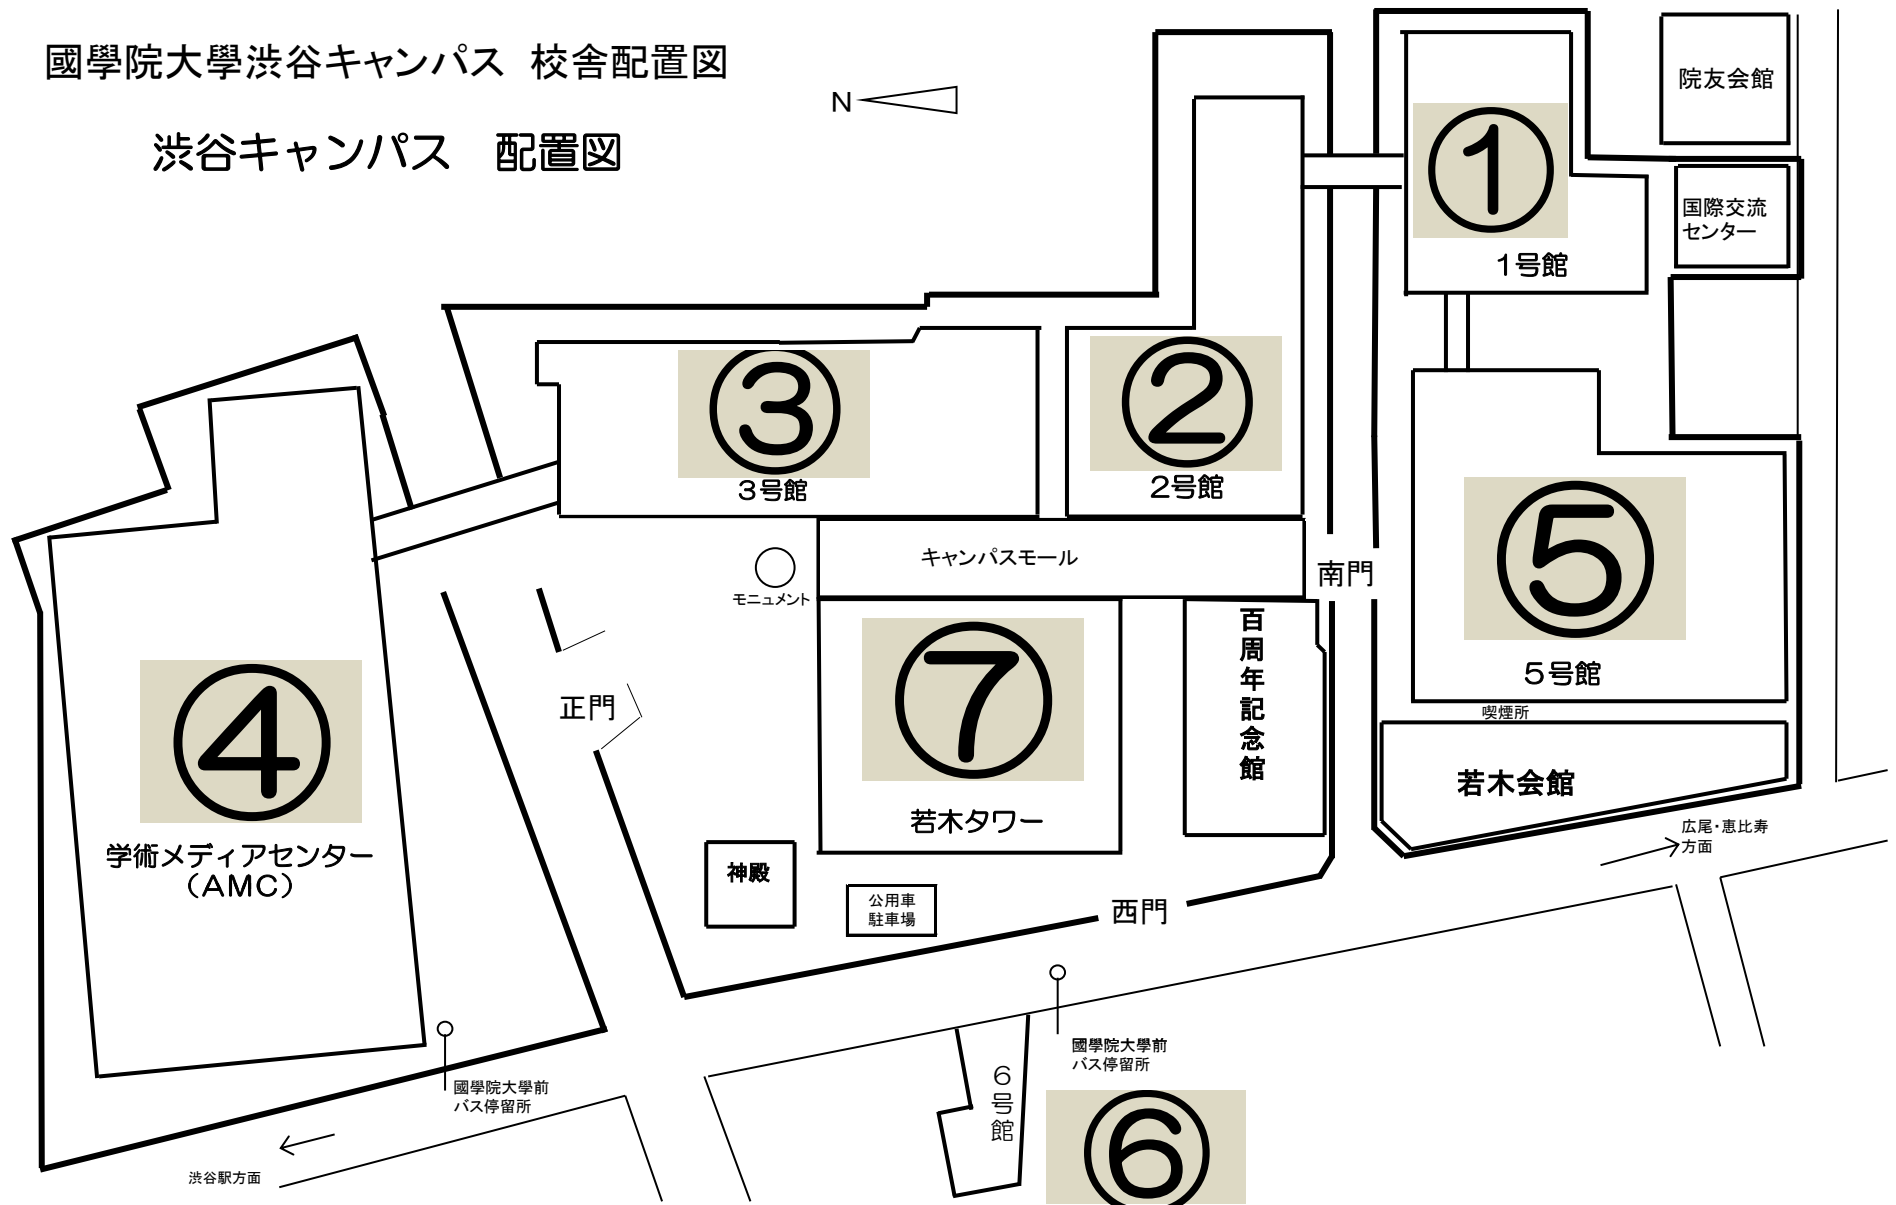 國學院大學渋谷キャンパス 校舎配置図
渋谷キャンパス 配置図
N
①
1号館
院友会館
国際交流
センター
③
3号館
②
2号館
⑤
5号館
キャンパスモール
モニュメント
南門
④
学術メディアセンター
(AMC)
正門
⑦
若木タワー
百周年記念館
喫煙所
若木会館
広尾・恵比寿
方面
神殿
公用車
駐車場
西門
國學院大學前
バス停留所
國學院大學前
バス停留所
6号館
⑥
渋谷駅方面